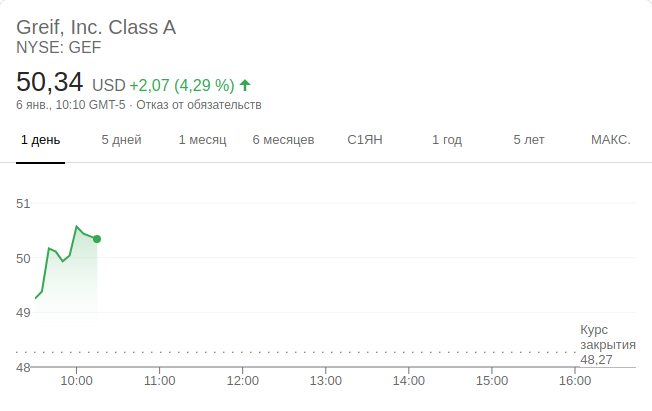 Greif, Inc. Class A
NYSE: GEF
50,34 USD +2,07 (4,29 %)
6 янв., 10:10 GMT-5 · Отказ от обязательств
1 день 5 дней 1 месяц 6 месяцев С1ЯН 1 год 5 лет МАКС.
51
50
49
Курс
закрытия
48,27
48
10:00 11:00 12:00 13:00 14:00 15:00 16:00